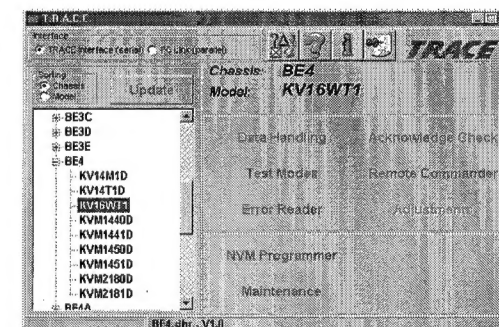 T.R.A.C.E
Interface
TRACE Interface (serial) I²C Link (parallel)
TRACE
Sorting
Chassis
Model
Update
Chassis: BE4
Model: KV16WT1
BE3C
BE3D
BE3E
BE4
KV14M1D
KV14T1D
KV16WT1
KVM1440D
KVM1441D
KVM1450D
KVM1451D
KVM2180D
KVM2181D
BE4A
Data Handling Acknowledge Check
Test Modes Remote Commander
Error Reader Adjustments
NVM Programmer
Maintenance
V1.0